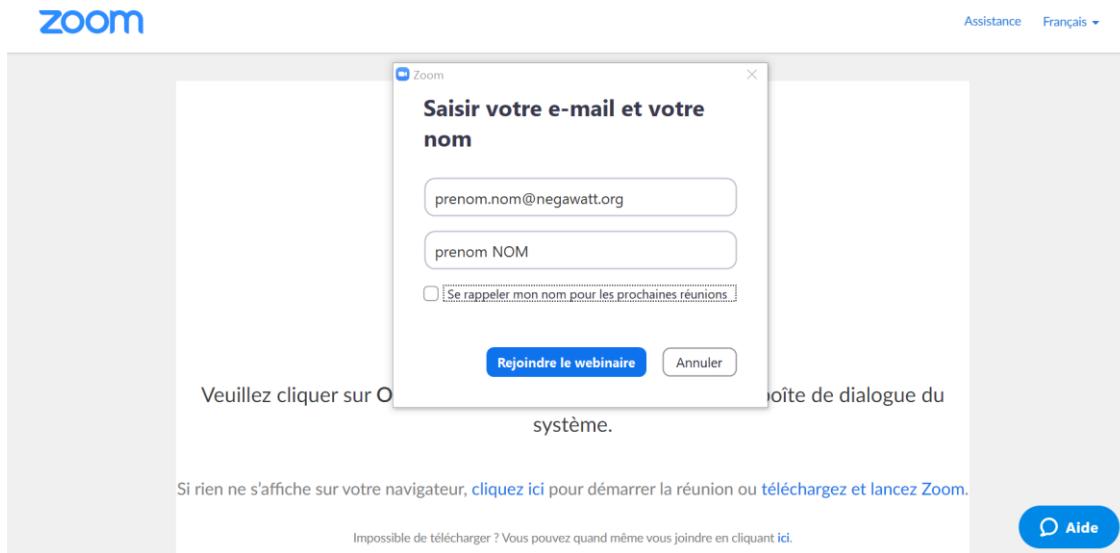 zoom
Assistance Français
Zoom
Saisir votre e-mail et votre
nom
prenom.nom@negawatt.org
prenom NOM
Se rappeler mon nom pour les prochaines réunions
Rejoindre le webinaire Annuler
Veuillez cliquer sur O oîte de dialogue du
système.
Si rien ne s'affiche sur votre navigateur, cliquez ici pour démarrer la réunion ou téléchargez et lancez Zoom.
Aide
Impossible de télécharger ? Vous pouvez quand même vous joindre en cliquant ici.